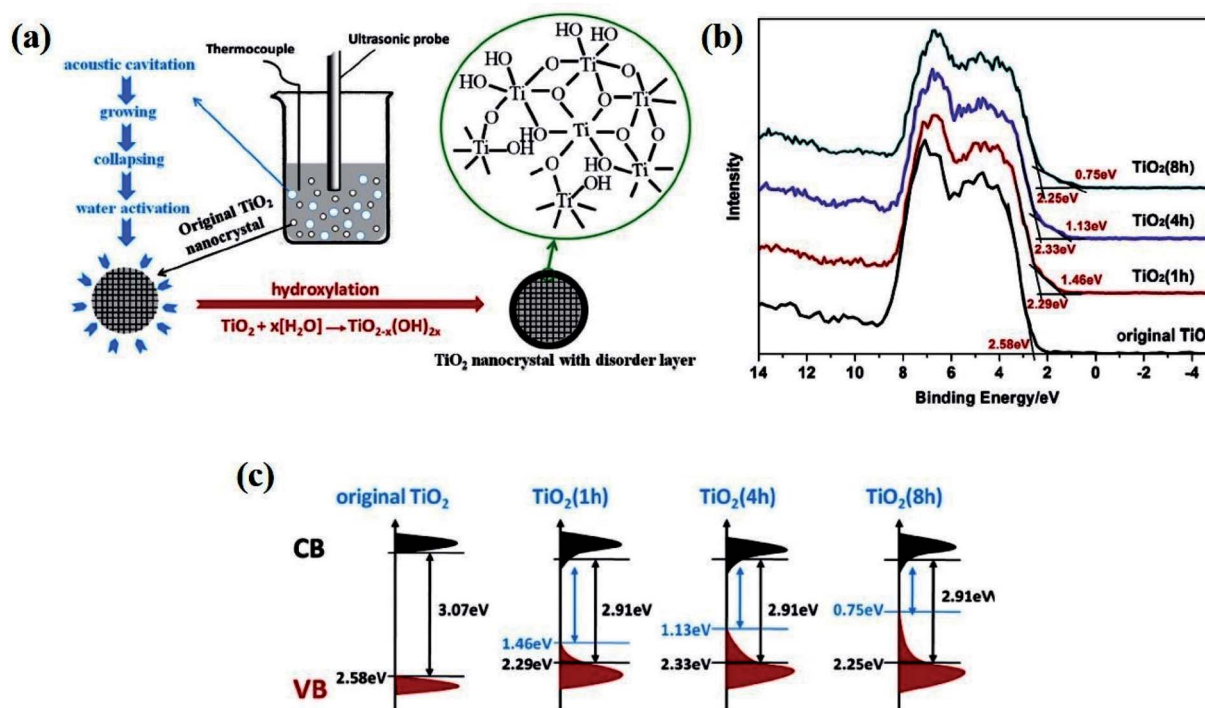 (a)
Thermocouple
Ultrasonic probe
acoustic cavitation
growing
collapsing
water activation
Original TiO₂
nanocrystal
hydroxylation
TiO₂ + x[H₂O] → TiO₂₋ₓ(OH)₂ₓ
HO
HO
HO
HO
HO
O
O
O
O
O
O
O
O
O
Ti
Ti
Ti
Ti
Ti
Ti
Ti
H
O
OH
HO
OH
TiO₂ nanocrystal with disorder layer
(b)
Intensity
0.75eV
TiO₂(8h)
2.25eV
1.13eV
TiO₂(4h)
2.33eV
1.46eV
TiO₂(1h)
2.29eV
2.58eV
original TiO
14 12 10 8 6 4 2 0 -2 -4
Binding Energy/eV
(c)
original TiO₂ TiO₂(1h) TiO₂(4h) TiO₂(8h)
CB
3.07eV 2.91eV 2.91eV 2.91eV
1.46eV 1.13eV 0.75eV
2.58eV 2.29eV 2.33eV 2.25eV
VB